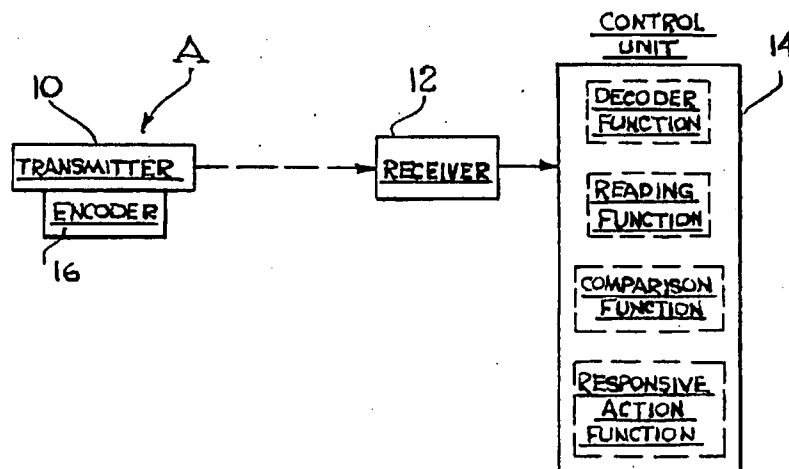 CONTROL
UNIT
14
A
10
12
DECODER
FUNCTION
TRANSMITTER
RECEIVER
ENCODER
READING
FUNCTION
16
COMPARISON
FUNCTION
RESPONSIVE
ACTION
FUNCTION